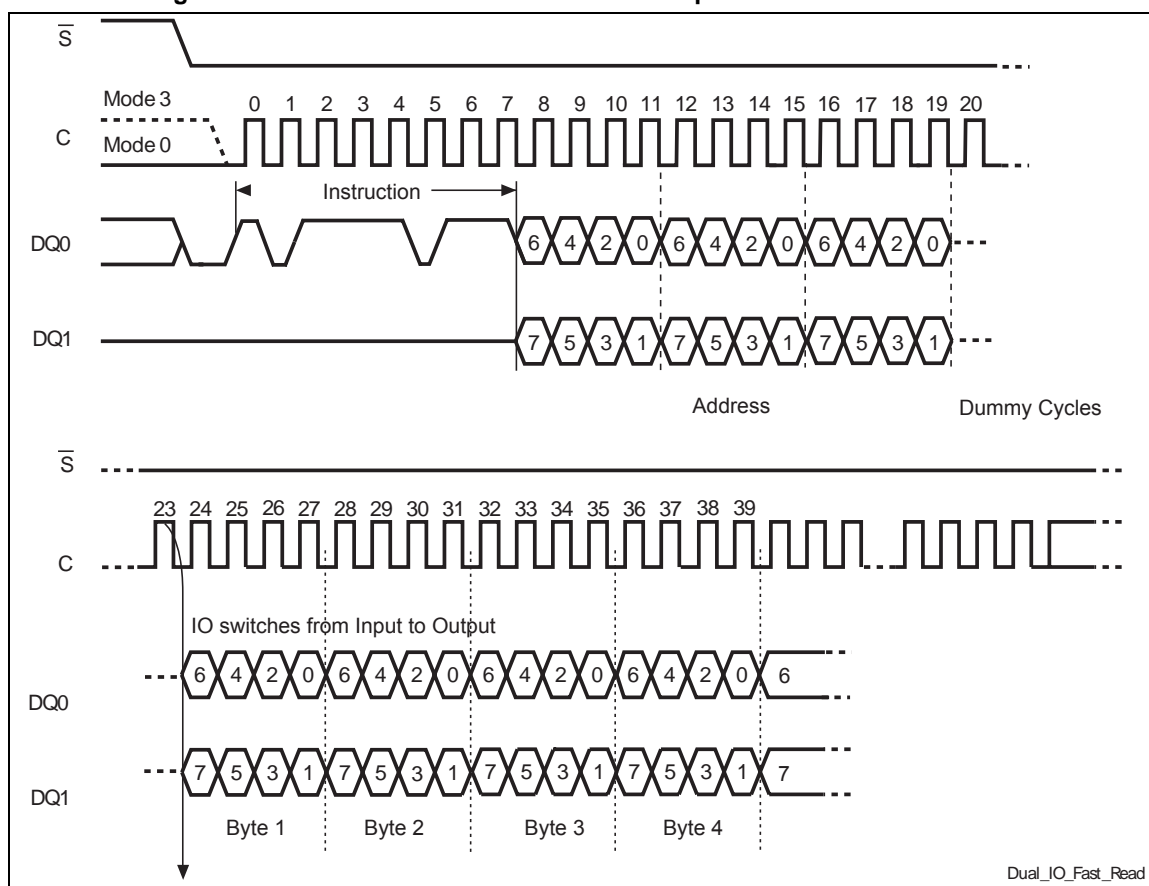 S̅
Mode 3
C
Mode 0
0 1 2 3 4 5 6 7 8 9 10 11 12 13 14 15 16 17 18 19 20
Instruction
DQ0
6 4 2 0 6 4 2 0 6 4 2 0
DQ1
7 5 3 1 7 5 3 1 7 5 3 1
Address Dummy Cycles
S̅
23 24 25 26 27 28 29 30 31 32 33 34 35 36 37 38 39
C
IO switches from Input to Output
6 4 2 0 6 4 2 0 6 4 2 0 6 4 2 0 6
DQ0
7 5 3 1 7 5 3 1 7 5 3 1 7 5 3 1 7
DQ1
Byte 1 Byte 2 Byte 3 Byte 4
Dual_IO_Fast_Read